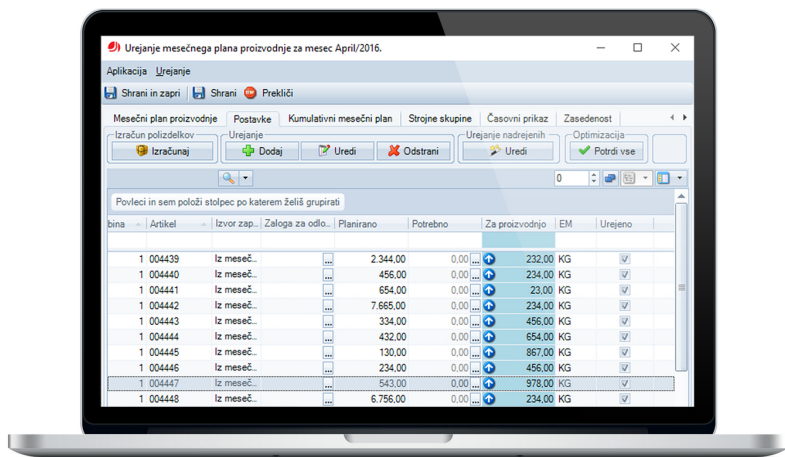 Urejanje mesečnega plana proizvodnje za mesec April/2016.
Aplikacija Urejanje
Shrani in zapri Shrani Prekliči
Mesečni plan proizvodnje Postavke Kumulativni mesečni plan Strojne skupine Časovni prikaz Zasedenost
Izračun polizdelkov Urejanje Urejanje nadrejenih Optimizacija
Izračunaj Dodaj Uredi Odstrani Uredi Potrdi vse
0
Povleci in sem položi stolpec po katerem želiš grupirati
bina Artikel Izvor zap... Zaloga za odlo... Planirano Potrebno Za proizvodnjo EM Urejeno
1 004439 Iz meseč... ... 2.344,00 0,00 ... 232,00 KG
1 004440 Iz meseč... ... 456,00 0,00 ... 234,00 KG
1 004441 Iz meseč... ... 654,00 0,00 ... 23,00 KG
1 004442 Iz meseč... ... 7.665,00 0,00 ... 234,00 KG
1 004443 Iz meseč... ... 334,00 0,00 ... 456,00 KG
1 004444 Iz meseč... ... 432,00 0,00 ... 654,00 KG
1 004445 Iz meseč... ... 130,00 0,00 ... 867,00 KG
1 004446 Iz meseč... ... 234,00 0,00 ... 456,00 KG
1 004447 Iz meseč... ... 543,00 0,00 ... 978,00 KG
1 004448 Iz meseč... ... 6.756,00 0,00 ... 234,00 KG